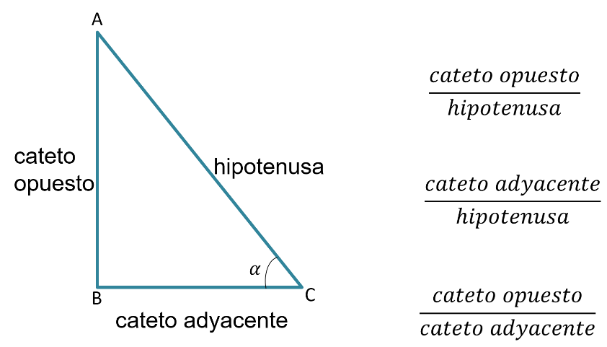 A
cateto
opuesto
hipotenusa
α
B
C
cateto adyacente
cateto opuesto
hipotenusa
cateto adyacente
hipotenusa
cateto opuesto
cateto adyacente